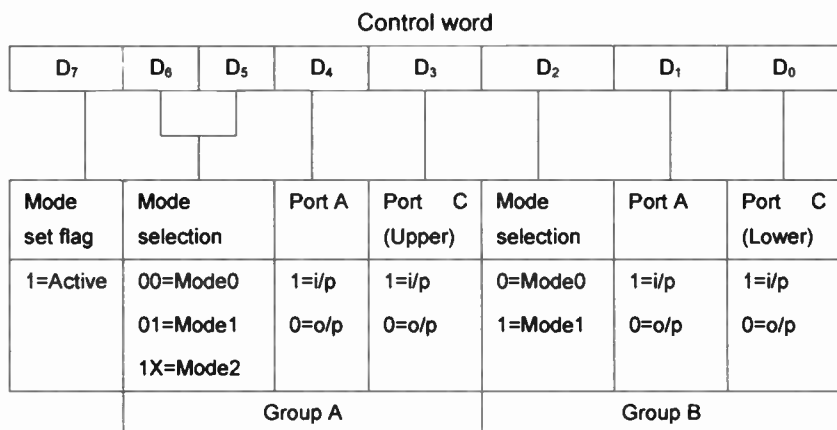 Control word
D₇ D₆ D₅ D₄ D₃ D₂ D₁ D₀
Mode set flag Mode selection Port A Port C (Upper) Mode selection Port A Port C (Lower)
1=Active 00=Mode0 1=i/p 1=i/p 0=Mode0 1=i/p 1=i/p
01=Mode1 0=o/p 0=o/p 1=Mode1 0=o/p 0=o/p
1X=Mode2
Group A Group B